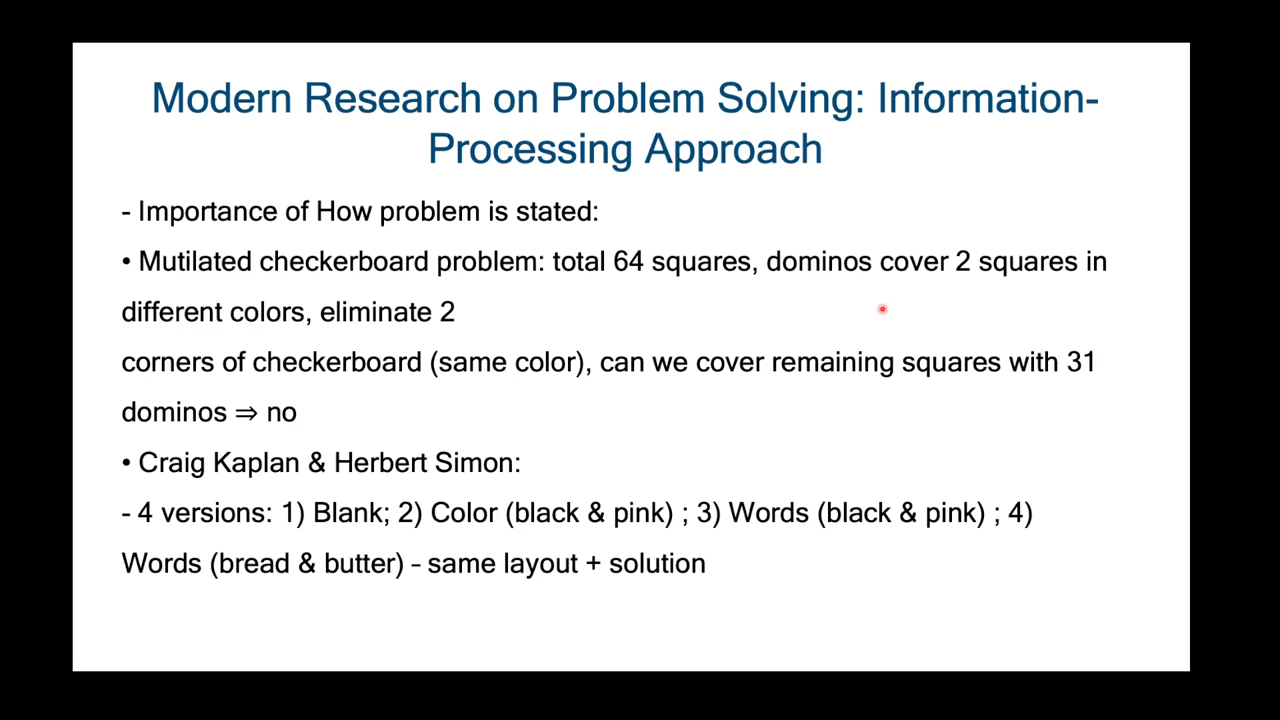 Modern Research on Problem Solving: Information-
Processing Approach
- Importance of How problem is stated:
• Mutilated checkerboard problem: total 64 squares, dominos cover 2 squares in
different colors, eliminate 2
corners of checkerboard (same color), can we cover remaining squares with 31
dominos ⇒ no
• Craig Kaplan & Herbert Simon:
- 4 versions: 1) Blank; 2) Color (black & pink) ; 3) Words (black & pink) ; 4)
Words (bread & butter) – same layout + solution